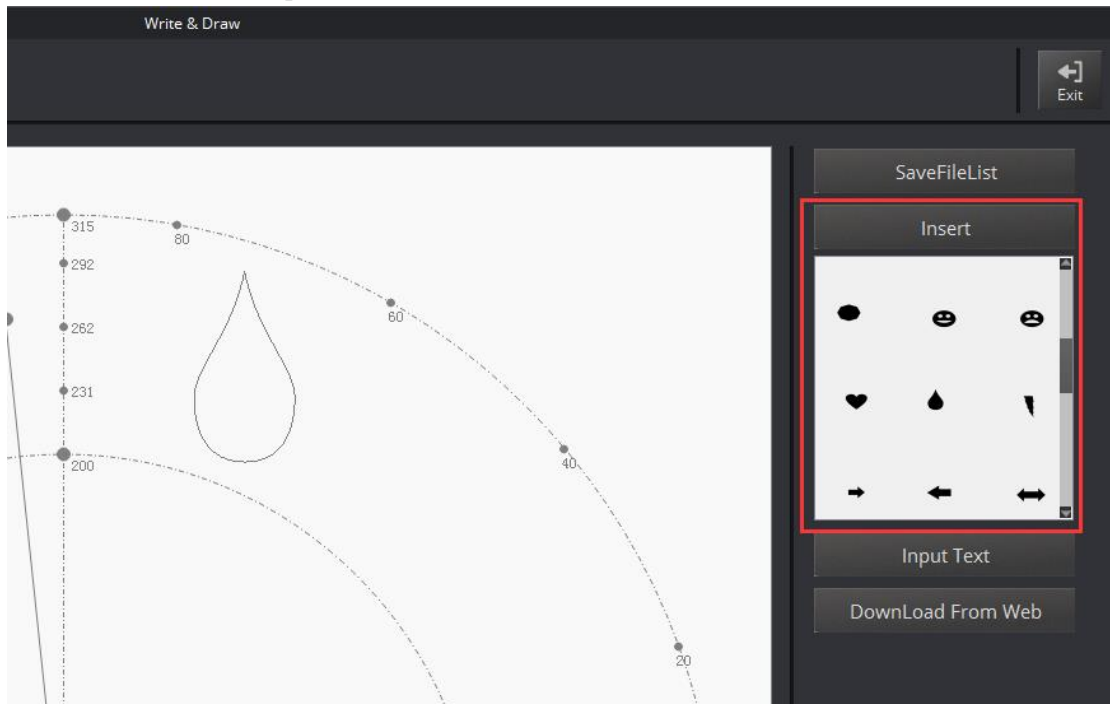 Write & Draw
Exit
SaveFileList
Insert
315
80
292
60
262
231
200
40
Input Text
DownLoad From Web
20